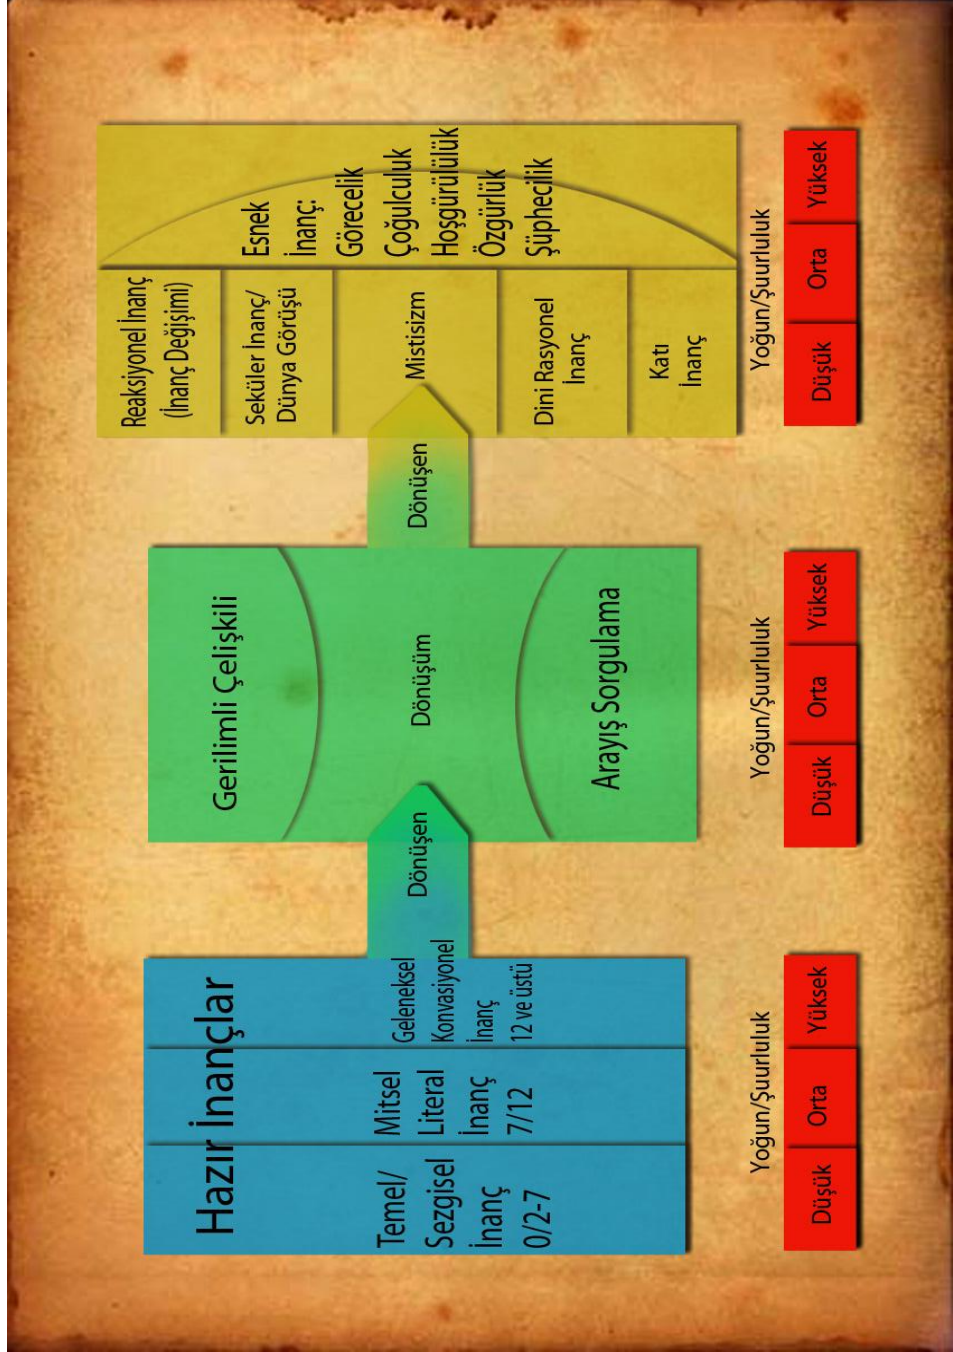 Hazır İnançlar
Temel/
Sezgisel
İnanç
0/2-7
Mitsel
Literal
İnanç
7/12
Geleneksel
Konvasiyonel
İnanç
12 ve üstü
Dönüşen
Gerilimli Çelişkili
Dönüşüm
Arayış Sorgulama
Dönüşen
Reaksiyonel İnanç
(İnanç Değişimi)
Seküler İnanç/
Dünya Görüşü
Mistisizm
Dini Rasyonel
İnanç
Katı
İnanç
Esnek
İnanç:
Görecelik
Çoğulculuk
Hoşgürülülük
Özgürlük
Şüphecilik
Yoğun/Şuurluluk
Düşük Orta Yüksek
Yoğun/Şuurluluk
Düşük Orta Yüksek
Yoğun/Şuurluluk
Düşük Orta Yüksek